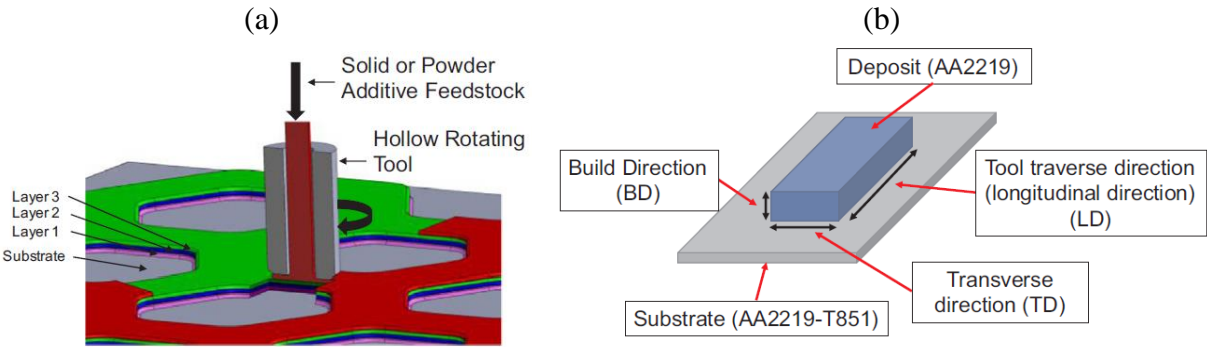 (a)
Solid or Powder
Additive Feedstock
Hollow Rotating
Tool
Layer 3
Layer 2
Layer 1
Substrate
(b)
Deposit (AA2219)
Build Direction
(BD)
Tool traverse direction
(longitudinal direction)
(LD)
Transverse
direction (TD)
Substrate (AA2219-T851)